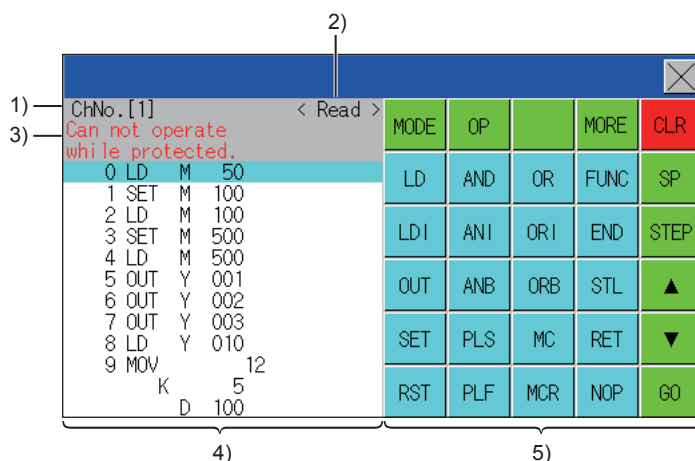 2)
1)
ChNo.[1] < Read >
3)
Can not operate
while protected.
0 LD M 50
1 SET M 100
2 LD M 100
3 SET M 500
4 LD M 500
5 OUT Y 001
6 OUT Y 002
7 OUT Y 003
8 LD Y 010
9 MOV 12
K 5
D 100
MODE OP MORE CLR
LD AND OR FUNC SP
LDI ANI ORI END STEP
OUT ANB ORB STL ▲
SET PLS MC RET ▼
RST PLF MCR NOP GO
4) 5)